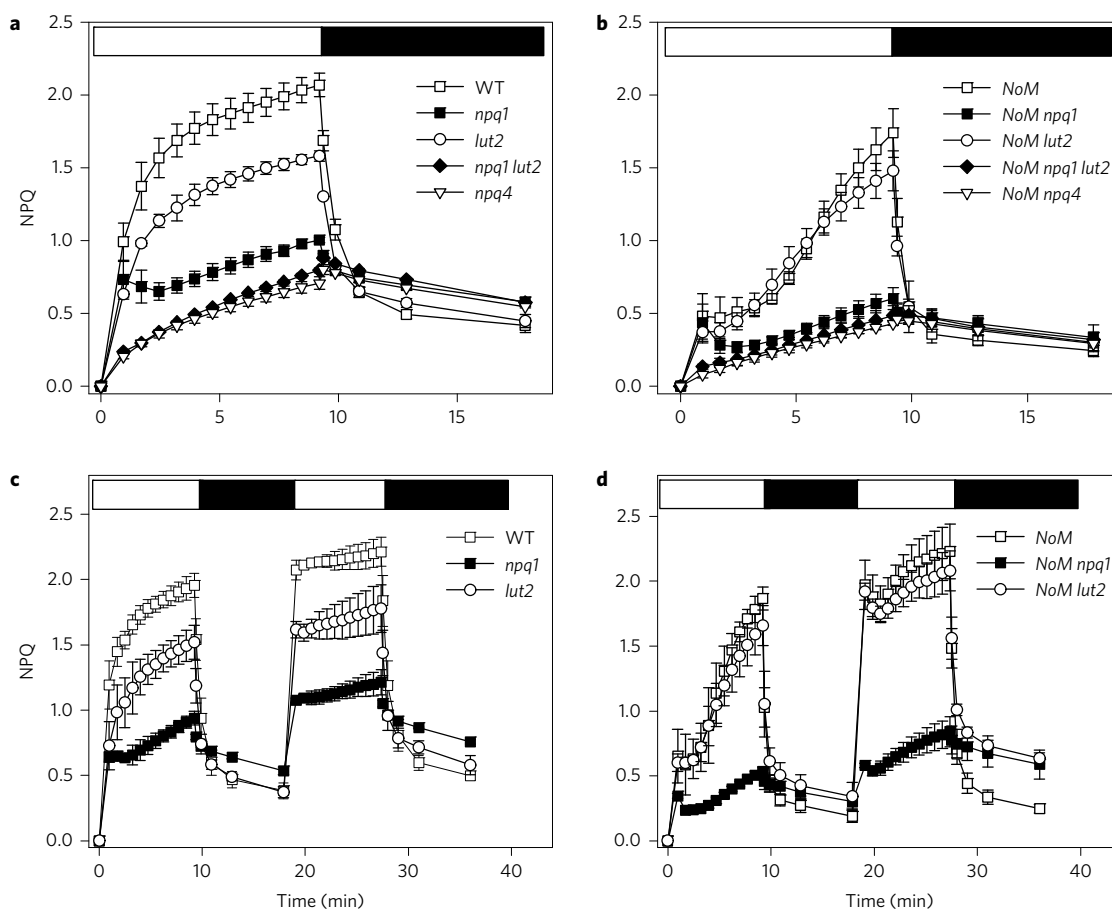 a
2.5
2.0
1.5
1.0
0.5
0.0
NPQ
0 5 10 15
WT
npq1
lut2
npq1 lut2
npq4
b
2.5
2.0
1.5
1.0
0.5
0.0
0 5 10 15
NoM
NoM npq1
NoM lut2
NoM npq1 lut2
NoM npq4
c
2.5
2.0
1.5
1.0
0.5
0.0
NPQ
0 10 20 30 40
Time (min)
WT
npq1
lut2
d
2.5
2.0
1.5
1.0
0.5
0.0
0 10 20 30 40
Time (min)
NoM
NoM npq1
NoM lut2